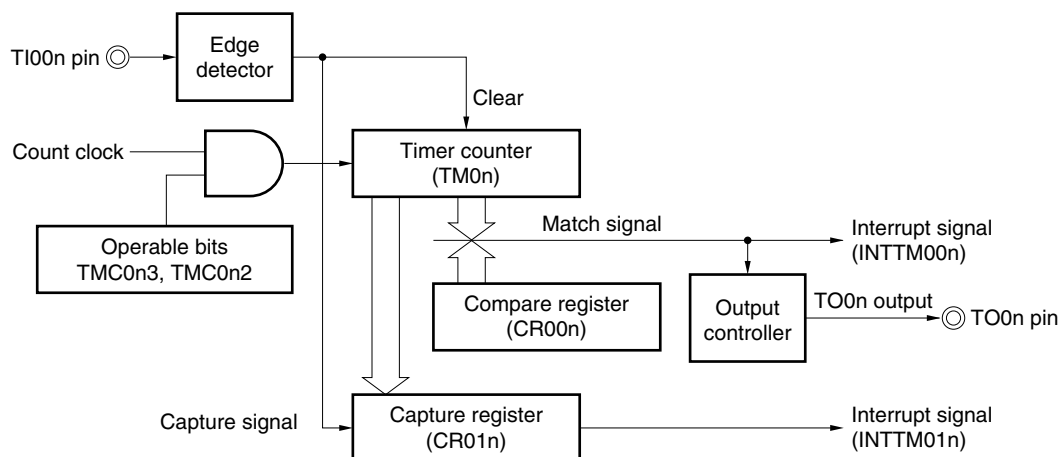 TI00n pin
Edge
detector
Clear
Count clock
Timer counter
(TM0n)
Operable bits
TMC0n3, TMC0n2
Match signal
Interrupt signal
(INTTM00n)
Compare register
(CR00n)
Output
controller
TO0n output
TO0n pin
Capture signal
Capture register
(CR01n)
Interrupt signal
(INTTM01n)